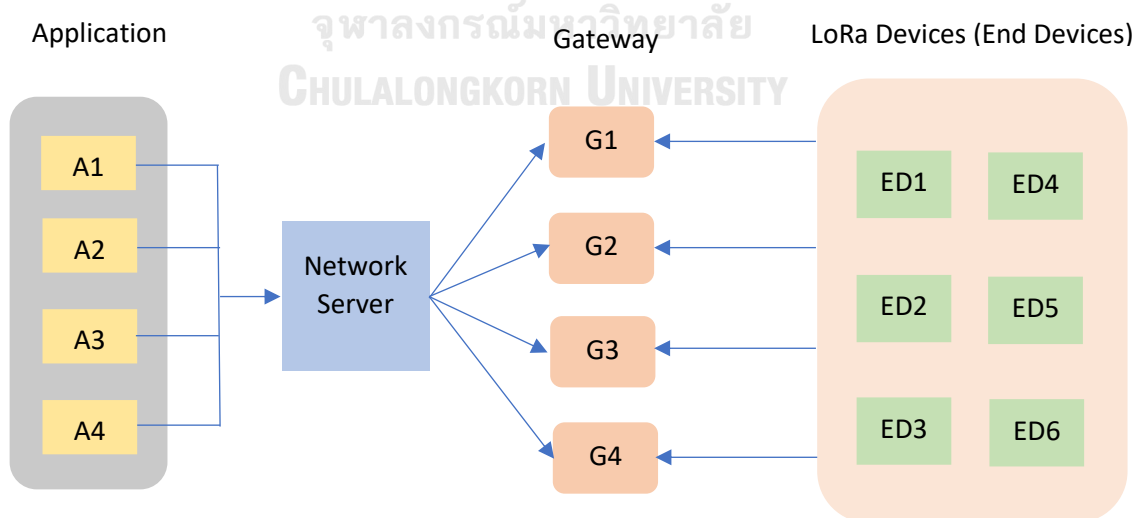 จุฬาลงกรณ์มหาวิทยาลัย
CHULALONGKORN UNIVERSITY
Application
Gateway
LoRa Devices (End Devices)
A1
A2
A3
A4
Network
Server
G1
G2
G3
G4
ED1
ED4
ED2
ED5
ED3
ED6